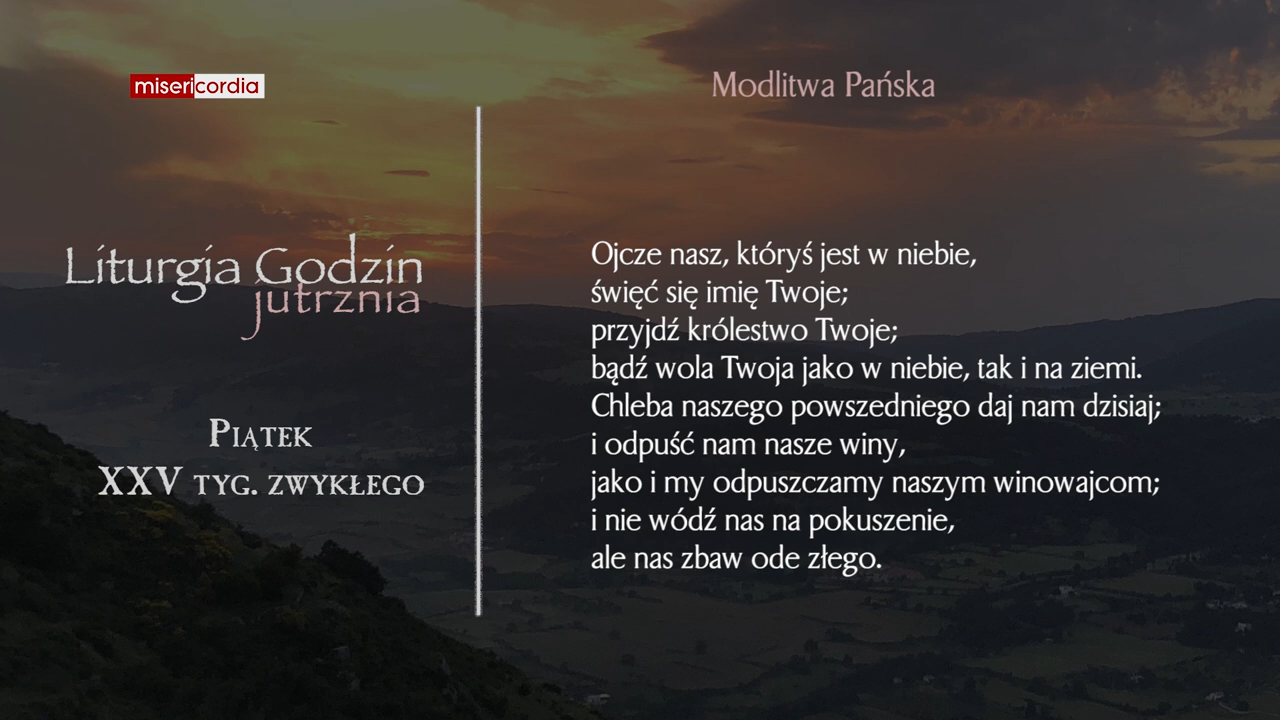 misericordia
Liturgia Godzin
jutrznia
Piątek
XXV tyg. zwykłego
Modlitwa Pańska
Ojcze nasz, któryś jest w niebie,
święć się imię Twoje;
przyjdź królestwo Twoje;
bądź wola Twoja jako w niebie, tak i na ziemi.
Chleba naszego powszedniego daj nam dzisiaj;
i odpuść nam nasze winy,
jako i my odpuszczamy naszym winowajcom;
i nie wódź nas na pokuszenie,
ale nas zbaw ode złego.